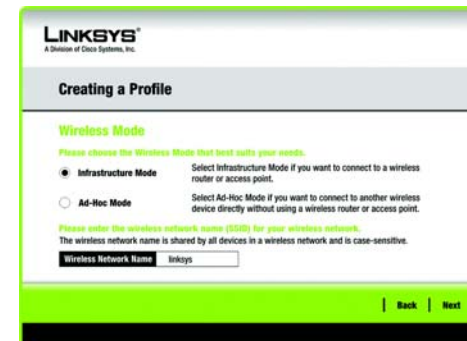 LINKSYS®
A Division of Cisco Systems, Inc.
Creating a Profile
Wireless Mode
Please choose the Wireless Mode that best suits your needs.
Infrastructure Mode
Select Infrastructure Mode if you want to connect to a wireless
router or access point.
Ad-Hoc Mode
Select Ad-Hoc Mode if you want to connect to another wireless
device directly without using a wireless router or access point.
Please enter the wireless network name (SSID) for your wireless network.
The wireless network name is shared by all devices in a wireless network and is case-sensitive.
Wireless Network Name linksys
Back Next